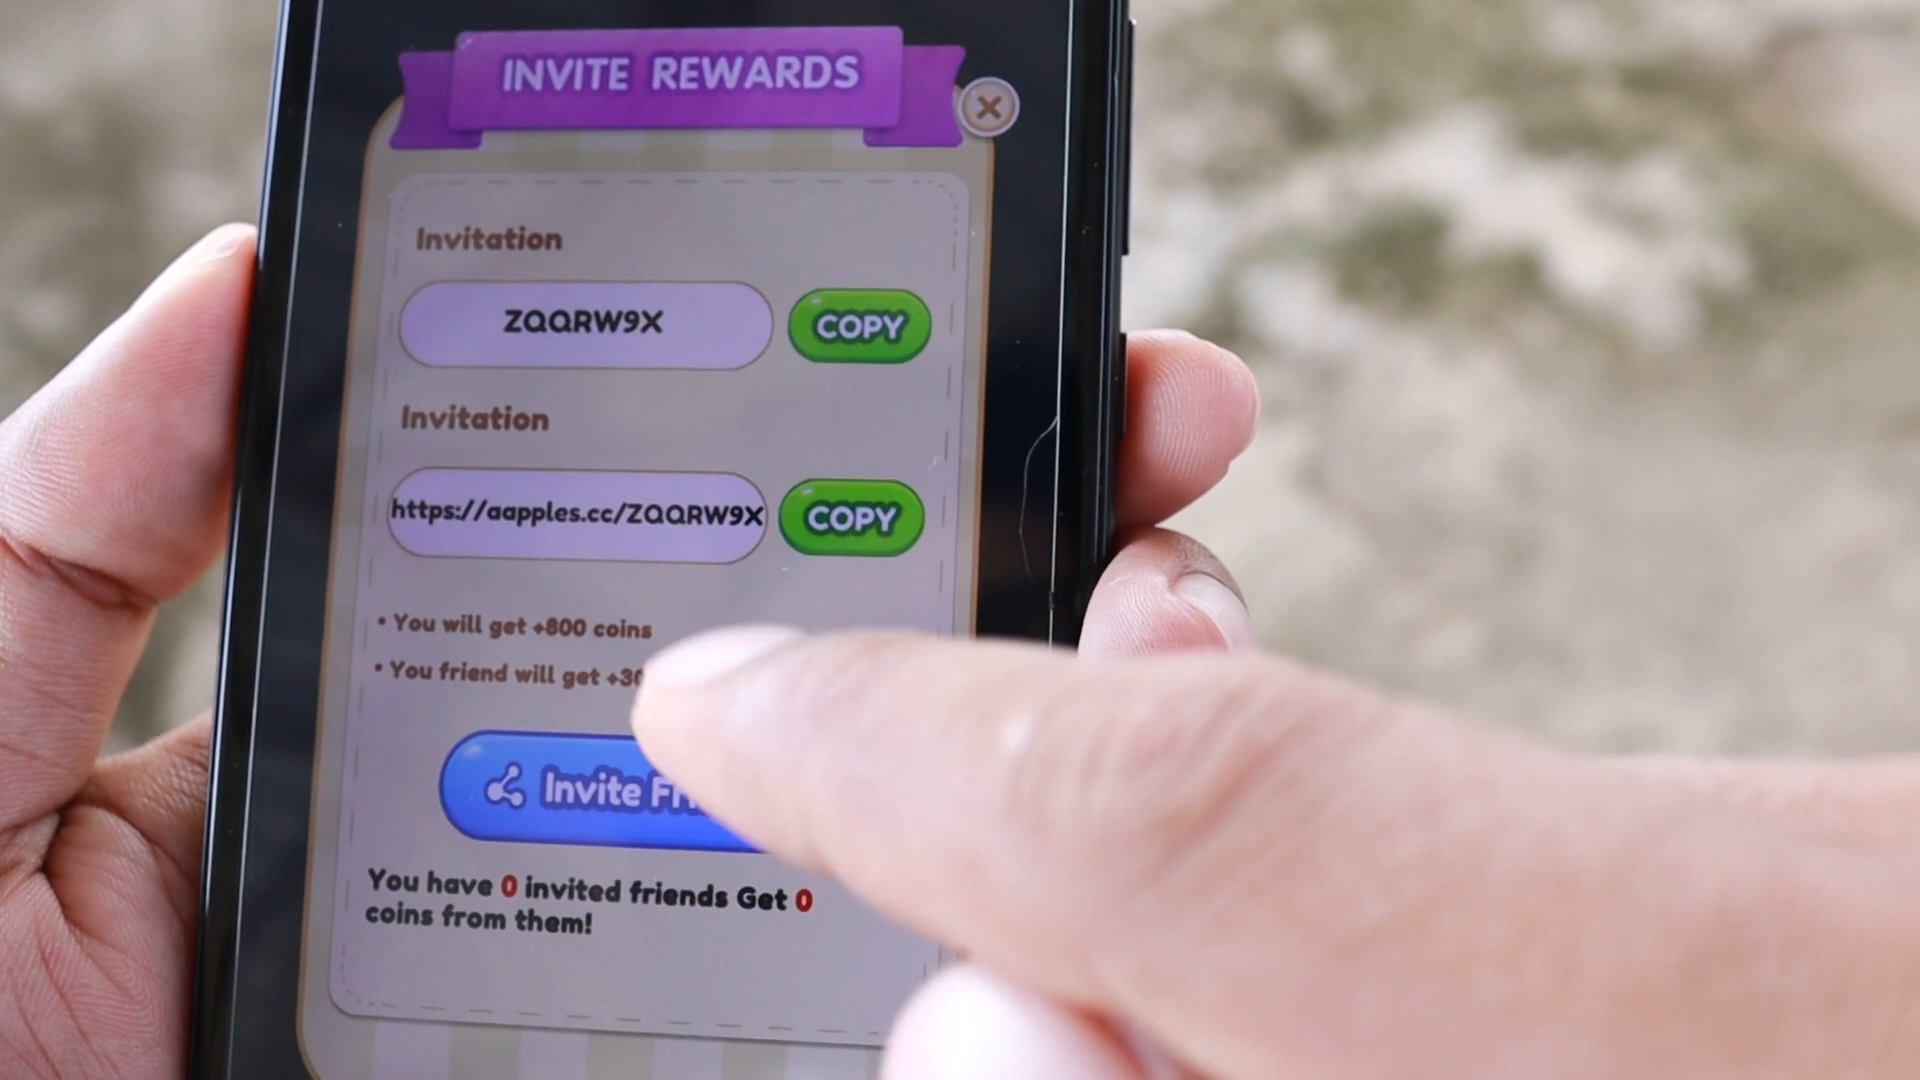 INVITE REWARDS
Invitation
ZQQRW9X
COPY
Invitation
https://aapples.cc/ZQQRW9X
COPY
• You will get +800 coins
• You friend will get
Invite
You have 0 invited friends Get 0
coins from them!